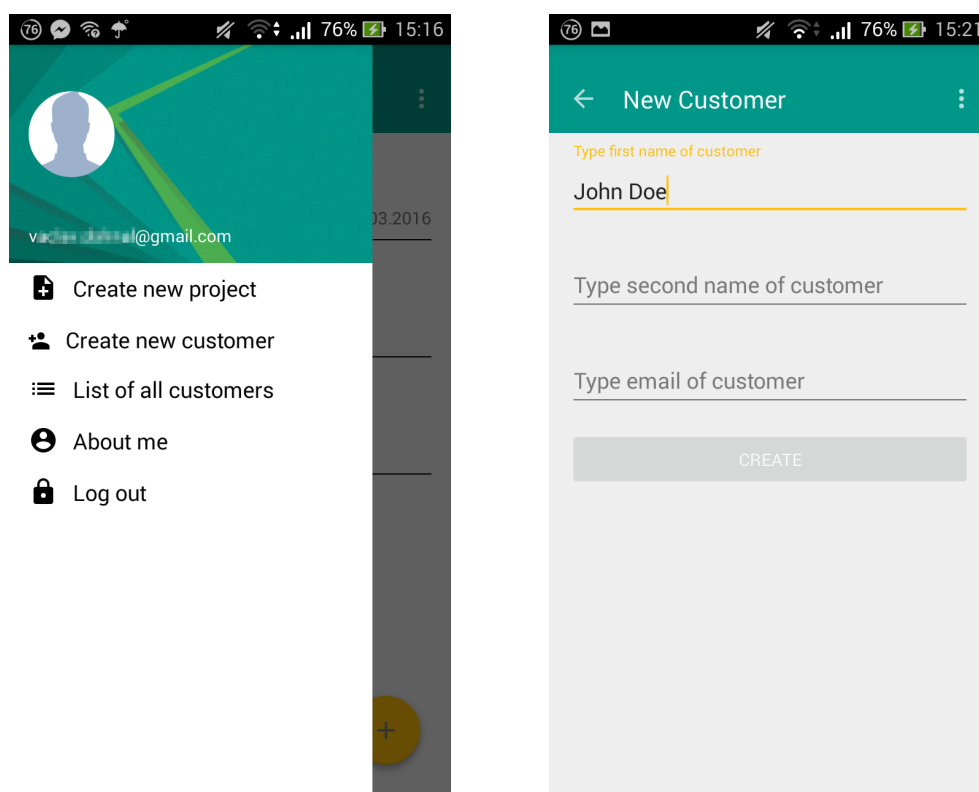 76 76% 15:16
03.2016
@gmail.com
Create new project
Create new customer
List of all customers
About me
Log out
76 76% 15:21
New Customer
Type first name of customer
John Doe
Type second name of customer
Type email of customer
CREATE